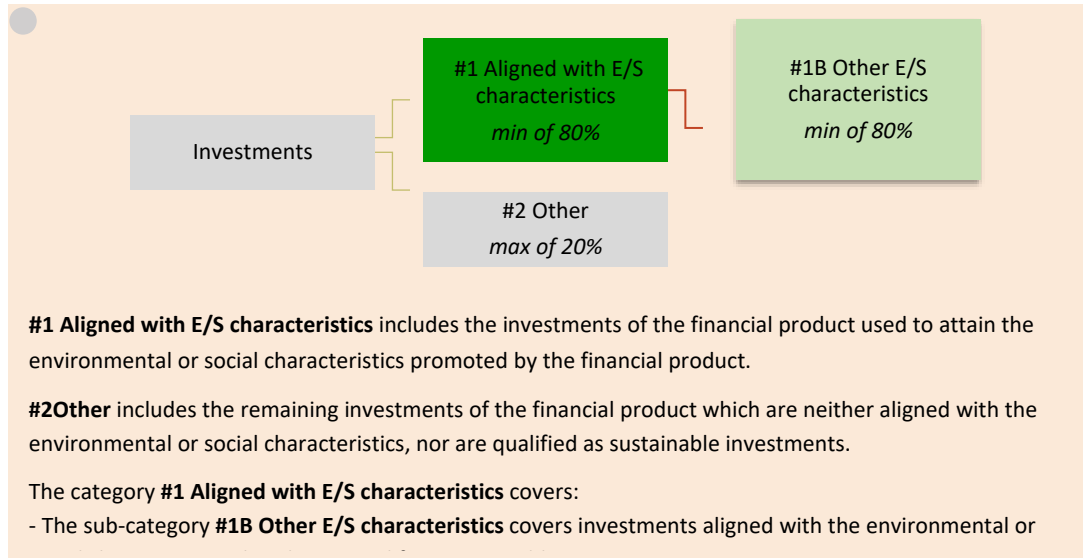 #1 Aligned with E/S
characteristics
min of 80%
#1B Other E/S
characteristics
min of 80%
Investments
#2 Other
max of 20%
#1 Aligned with E/S characteristics includes the investments of the financial product used to attain the
environmental or social characteristics promoted by the financial product.
#2Other includes the remaining investments of the financial product which are neither aligned with the
environmental or social characteristics, nor are qualified as sustainable investments.
The category #1 Aligned with E/S characteristics covers:
- The sub-category #1B Other E/S characteristics covers investments aligned with the environmental or